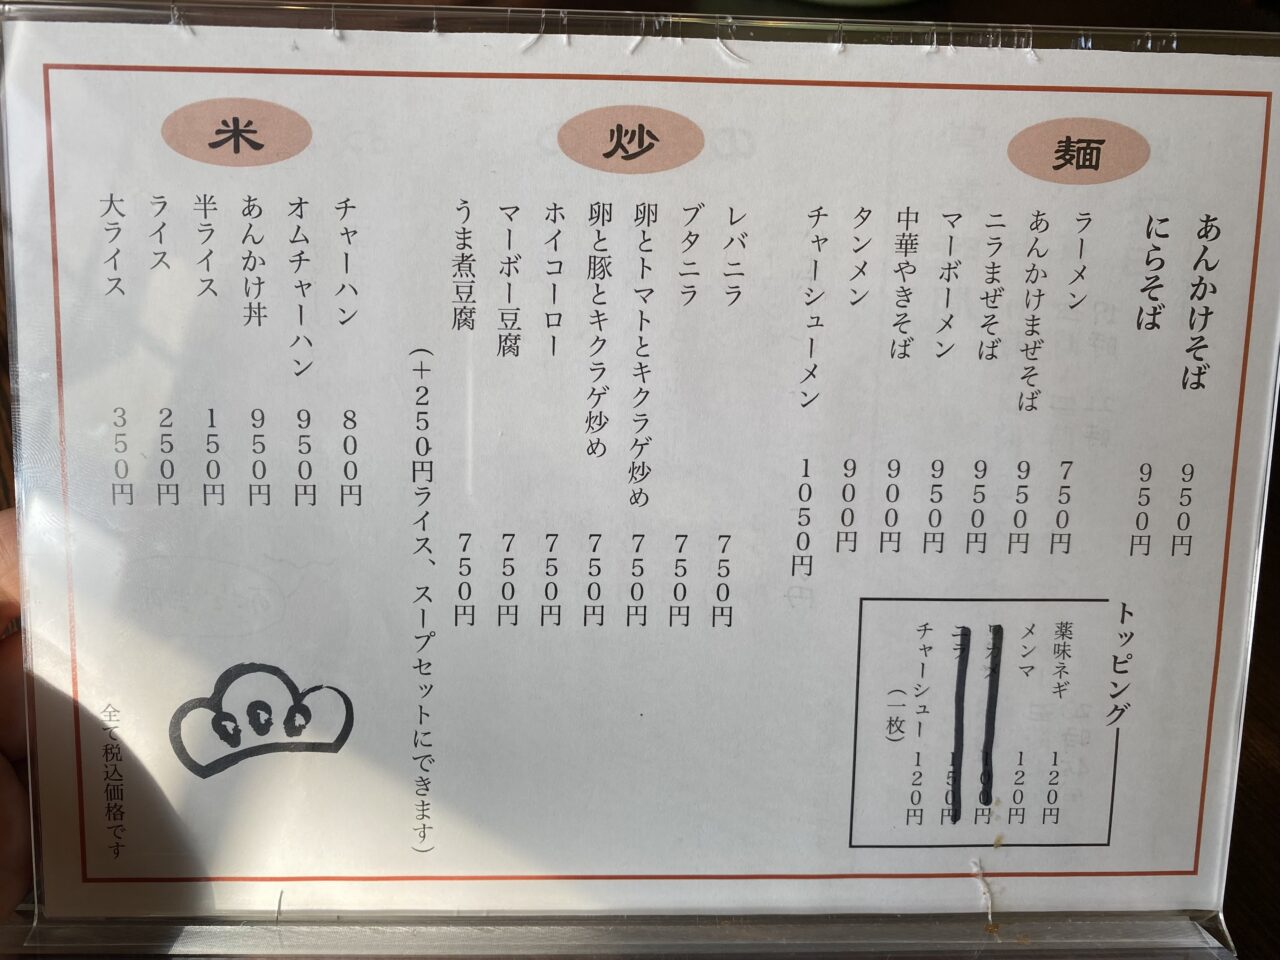 麺
あんかけそば 950円
にらそば 950円
ラーメン 750円
あんかけまぜそば 950円
ニラまぜそば 950円
マーボーメン 950円
中華やきそば 900円
タンメン 900円
チャーシューメン 1050円
トッピング
薬味ネギ 120円
メンマ 120円
ワカメ 100円
ニラ 150円
チャーシュー 120円
(一枚)
炒
レバニラ 750円
ブタニラ 750円
卵とトマトとキクラゲ炒め 750円
卵と豚とキクラゲ炒め 750円
ホイコーロー 750円
マーボー豆腐 750円
うま煮豆腐 750円
(+250円ライス、スープセットにできます)
米
チャーハン 800円
オムチャーハン 950円
あんかけ丼 950円
半ライス 150円
ライス 250円
大ライス 350円
全て税込価格です